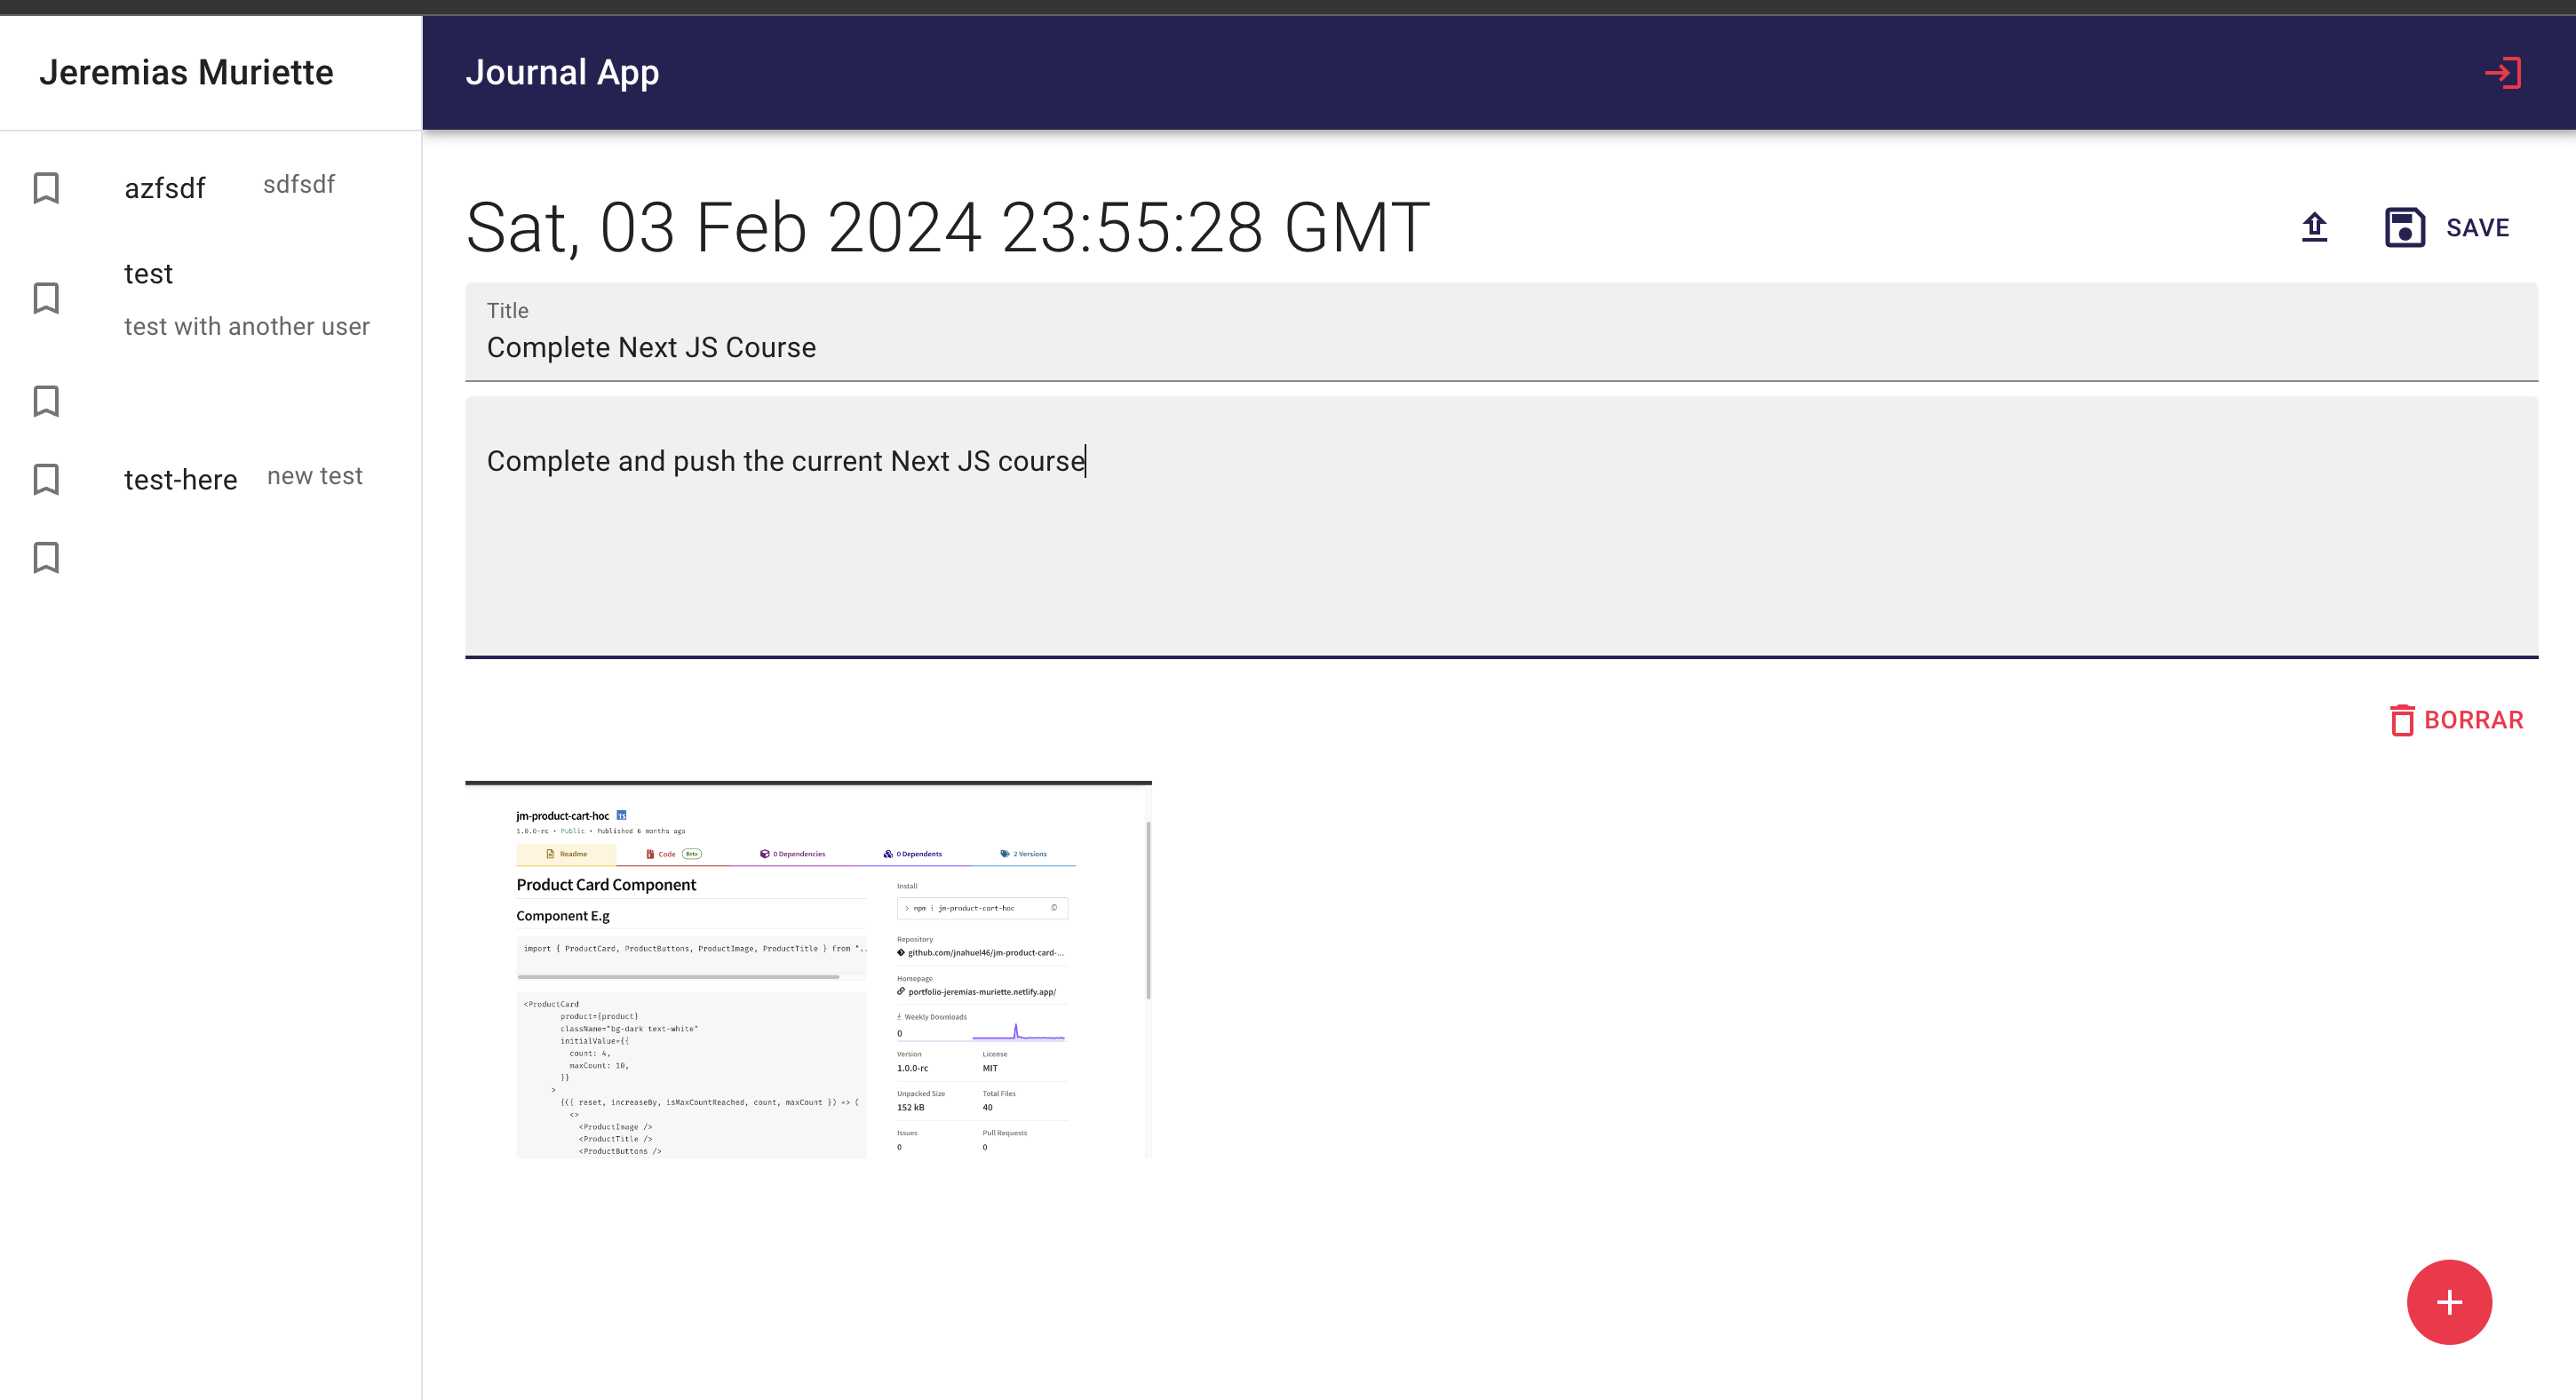 Jeremias Muriette
Journal App
azfsdf sdfsdf
test
test with another user
test-here new test
Sat, 03 Feb 2024 23:55:28 GMT
SAVE
Title
Complete Next JS Course
Complete and push the current Next JS course
BORRAR
jm-product-cart-hoc TS
1.0.0-rc • Public • Published 6 months ago
Readme Code Beta 0 Dependencies 0 Dependents 2 Versions
Product Card Component
Component E.g
import { ProductCard, ProductButtons, ProductImage, ProductTitle } from "..
<ProductCard
product={product}
className="bg-dark text-white"
initialValue={{
count: 4,
maxCount: 10,
}}
>
{({ reset, increaseBy, isMaxCountReached, count, maxCount }) => (
<>
<ProductImage />
<ProductTitle />
<ProductButtons />
Install
> npm i jm-product-cart-hoc
Repository
github.com/jnahuel46/jm-product-card-...
Homepage
portfolio-jeremias-muriette.netlify.app/
Weekly Downloads
0
Version License
1.0.0-rc MIT
Unpacked Size Total Files
152 kB 40
Issues Pull Requests
0 0